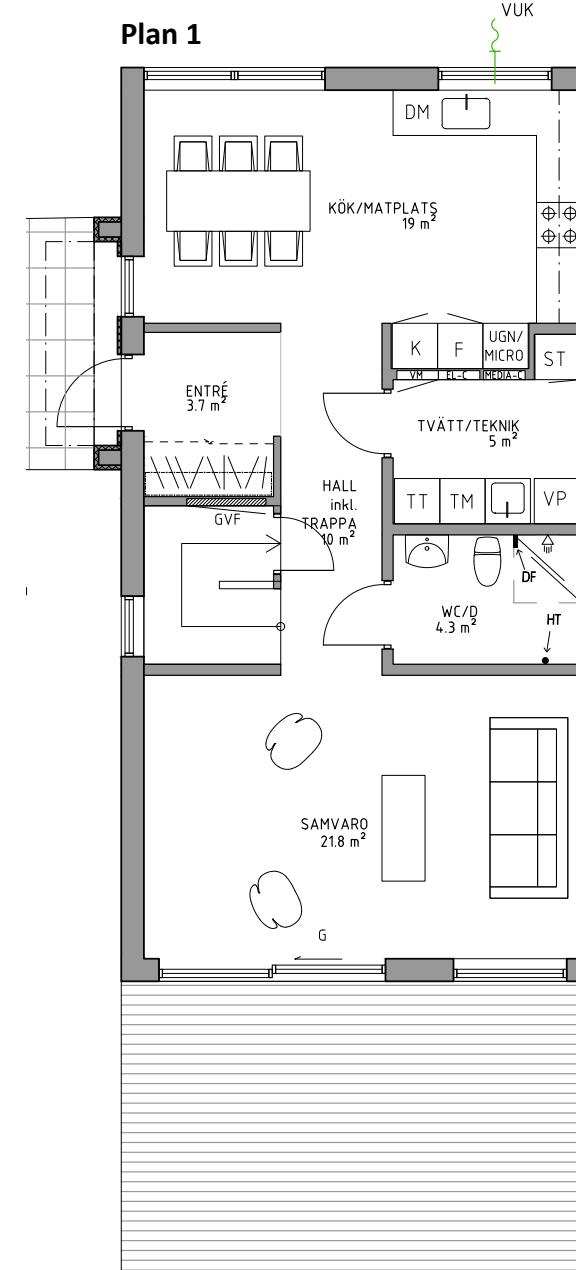 VUK
Plan 1
DM
KÖK/MATPLATS
19 m²
K
F
UGN/
MICRO
ST
VM
EL-C
MEDIA-C
ENTRÉ
3.7 m²
TVÄTT/TEKNIK
5 m²
HALL
inkl.
TRAPPA
10 m²
TT
TM
VP
GVF
DF
WC/D
4.3 m²
HT
SAMVARO
21.8 m²
G